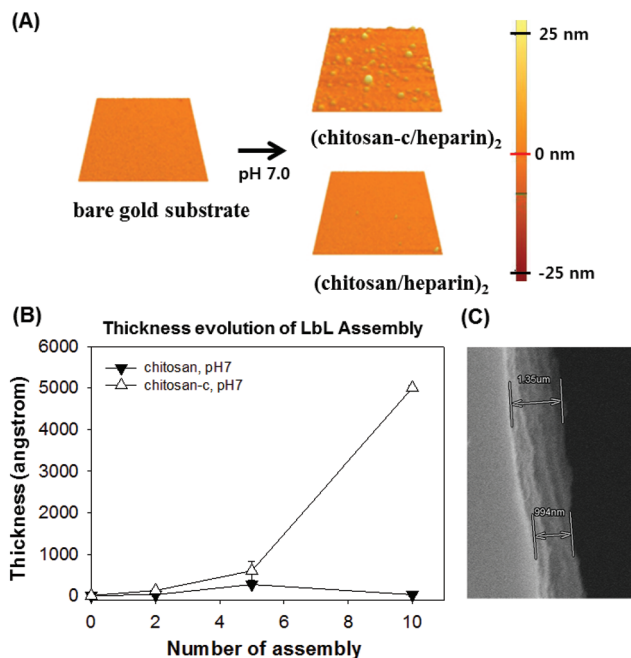 (A)
25 nm
(chitosan-c/heparin)2
0 nm
pH 7.0
bare gold substrate
(chitosan/heparin)2
-25 nm
(B)
Thickness evolution of LbL Assembly
6000
5000
4000
3000
2000
1000
0
chitosan, pH7
chitosan-c, pH7
Thickness (angstrom)
0 2 4 6 8 10
Number of assembly
(C)
1.35um
994nm